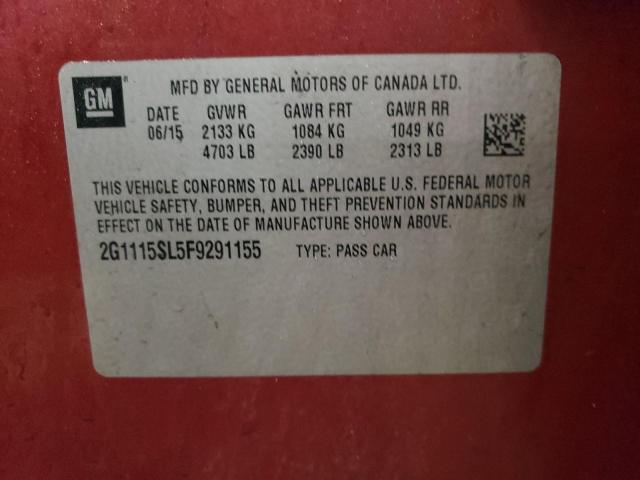 GM
MFD BY GENERAL MOTORS OF CANADA LTD.
DATE GVWR GAWR FRT GAWR RR
06/15 2133 KG 1084 KG 1049 KG
4703 LB 2390 LB 2313 LB
THIS VEHICLE CONFORMS TO ALL APPLICABLE U.S. FEDERAL MOTOR
VEHICLE SAFETY, BUMPER, AND THEFT PREVENTION STANDARDS IN
EFFECT ON THE DATE OF MANUFACTURE SHOWN ABOVE.
2G1115SL5F9291155 TYPE: PASS CAR